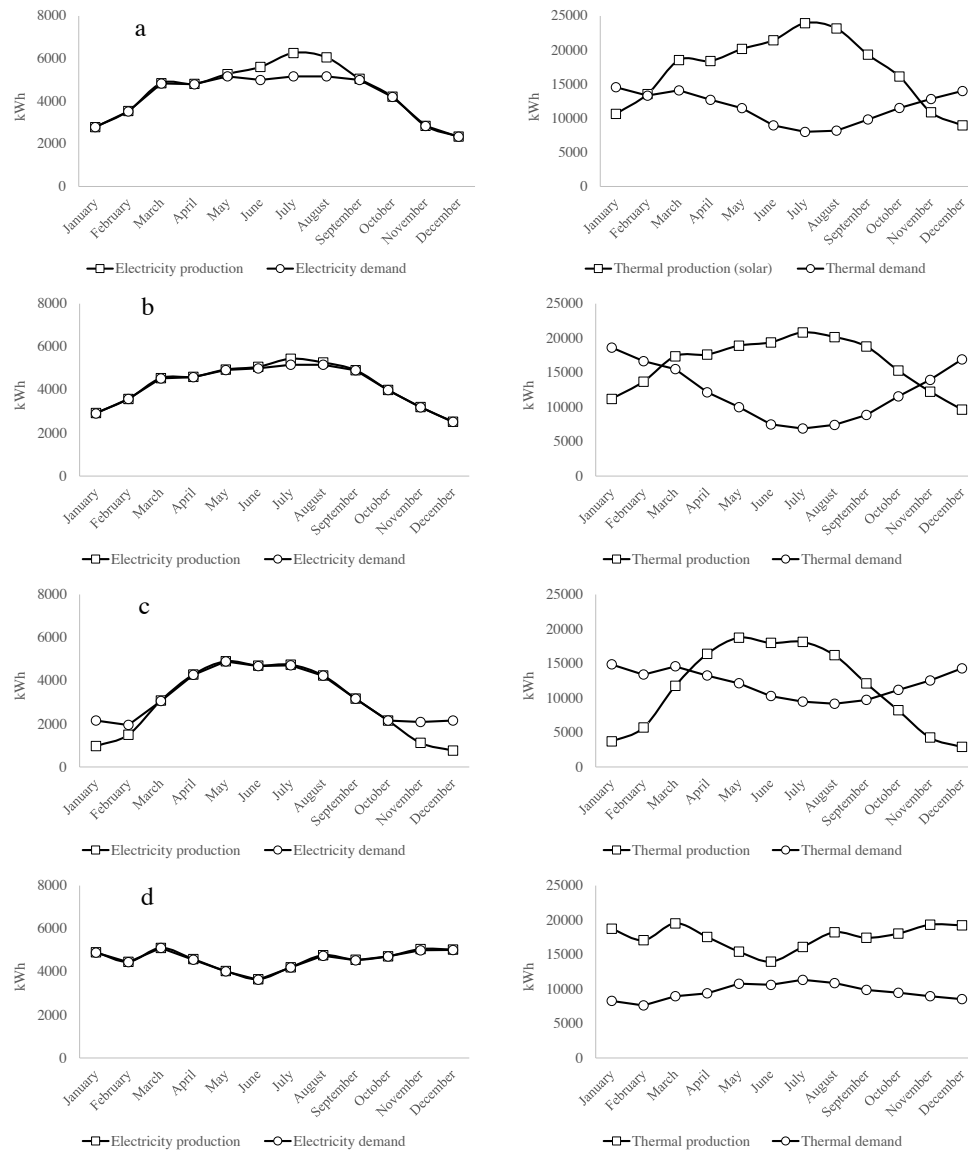 a
8000
6000
4000
2000
0
kWh
January
February
March
April
May
June
July
August
September
October
November
December
Electricity production
Electricity demand
25000
20000
15000
10000
5000
0
kWh
January
February
March
April
May
June
July
August
September
October
November
December
Thermal production (solar)
Thermal demand
b
8000
6000
4000
2000
0
kWh
January
February
March
April
May
June
July
August
September
October
November
December
Electricity production
Electricity demand
25000
20000
15000
10000
5000
0
kWh
January
February
March
April
May
June
July
August
September
October
November
December
Thermal production
Thermal demand
c
8000
6000
4000
2000
0
kWh
January
February
March
April
May
June
July
August
September
October
November
December
Electricity production
Electricity demand
25000
20000
15000
10000
5000
0
kWh
January
February
March
April
May
June
July
August
September
October
November
December
Thermal production
Thermal demand
d
8000
6000
4000
2000
0
kWh
January
February
March
April
May
June
July
August
September
October
November
December
Electricity production
Electricity demand
25000
20000
15000
10000
5000
0
kWh
January
February
March
April
May
June
July
August
September
October
November
December
Thermal production
Thermal demand